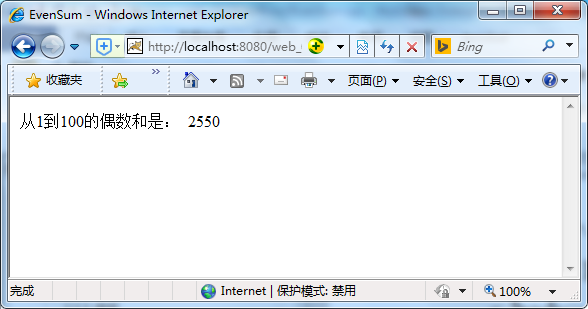 EvenSum - Windows Internet Explorer
http://localhost:8080/web_ Bing
收藏夹 » 页面(P) 安全(S) 工具(O) »
从1到100的偶数和是： 2550
完成 Internet | 保护模式: 禁用 100%